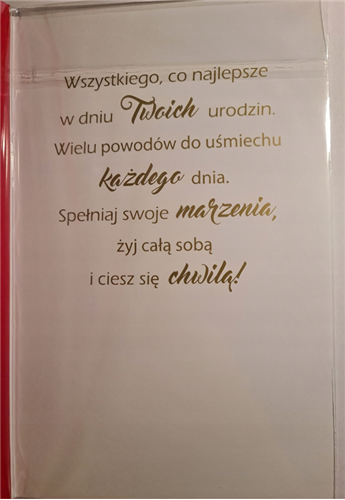 Wszystkiego, co najlepsze
w dniu Twoich urodzin.
Wielu powodów do uśmiechu
każdego dnia.
Spełniaj swoje marzenia,
żyj całą sobą
i ciesz się chwilą!